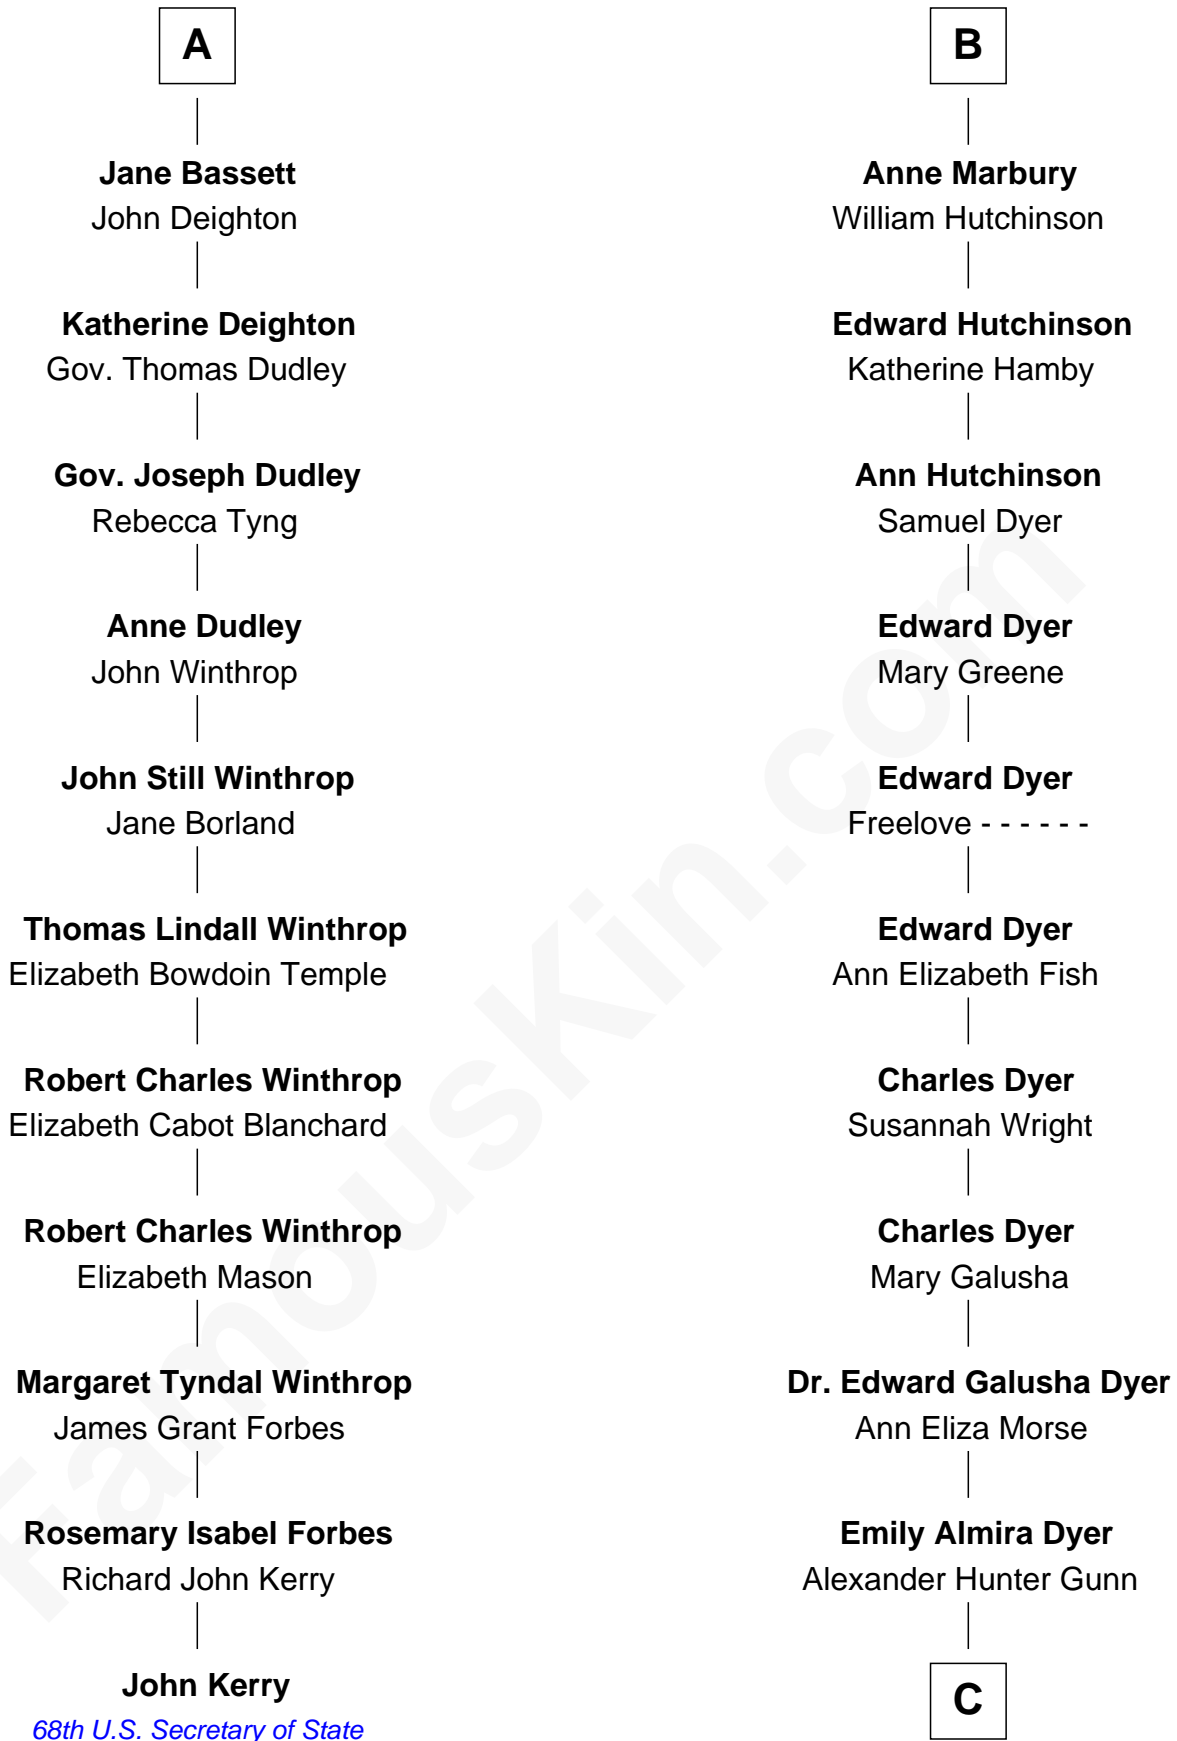 A
Jane Bassett
John Deighton
Katherine Deighton
Gov. Thomas Dudley
Gov. Joseph Dudley
Rebecca Tyng
Anne Dudley
John Winthrop
John Still Winthrop
Jane Borland
Thomas Lindall Winthrop
Elizabeth Bowdoin Temple
Robert Charles Winthrop
Elizabeth Cabot Blanchard
Robert Charles Winthrop
Elizabeth Mason
Margaret Tyndal Winthrop
James Grant Forbes
Rosemary Isabel Forbes
Richard John Kerry
John Kerry
68th U.S. Secretary of State
B
Anne Marbury
William Hutchinson
Edward Hutchinson
Katherine Hamby
Ann Hutchinson
Samuel Dyer
Edward Dyer
Mary Greene
Edward Dyer
Freelove - - - - - -
Edward Dyer
Ann Elizabeth Fish
Charles Dyer
Susannah Wright
Charles Dyer
Mary Galusha
Dr. Edward Galusha Dyer
Ann Eliza Morse
Emily Almira Dyer
Alexander Hunter Gunn
C
FamousKin.com